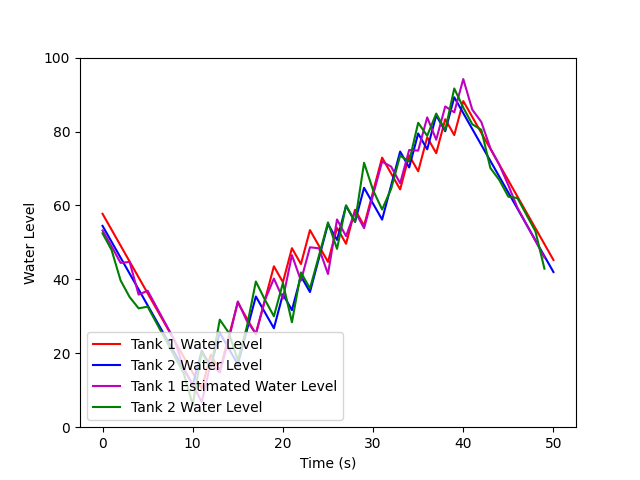 100
80
60
40
20
0
Water Level
Tank 1 Water Level
Tank 2 Water Level
Tank 1 Estimated Water Level
Tank 2 Water Level
0 10 20 30 40 50
Time (s)